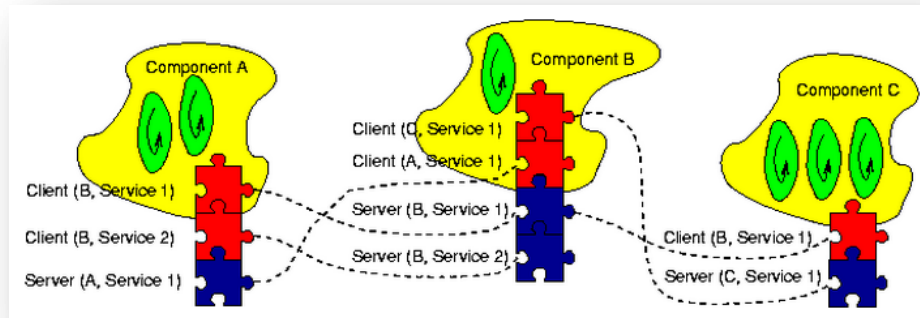 Component A
Client (B, Service 1)
Client (B, Service 2)
Server (A, Service 1)
Component B
Client (C, Service 1)
Client (A, Service 1)
Server (B, Service 1)
Server (B, Service 2)
Component C
Client (B, Service 1)
Server (C, Service 1)